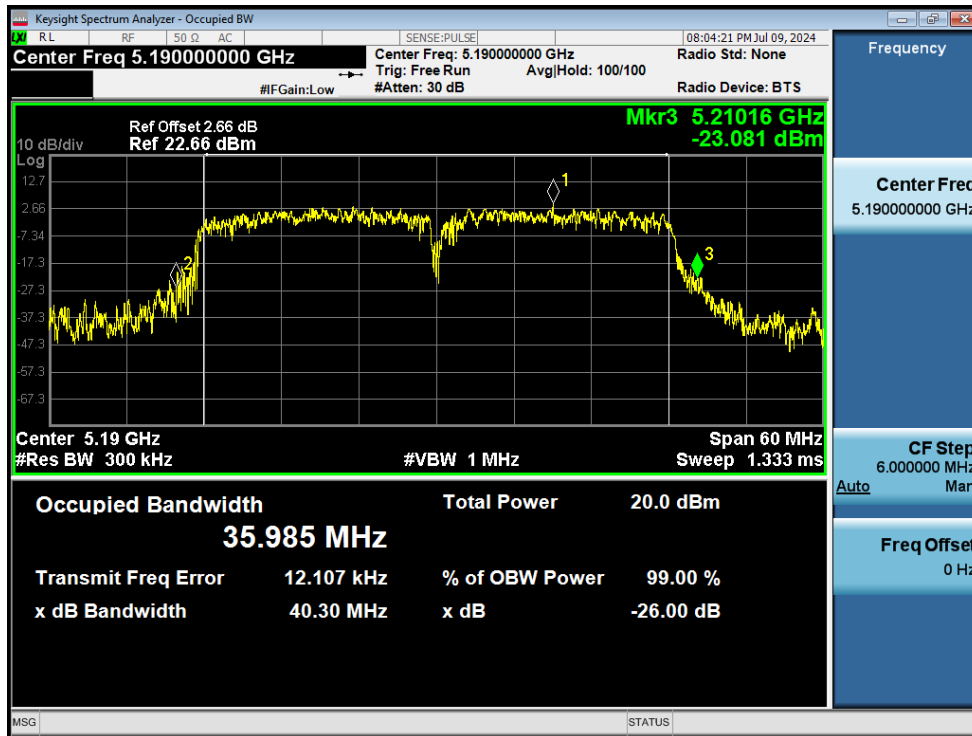 Keysight Spectrum Analyzer - Occupied BW
LXI RL RF 50 Ω AC SENSE:PULSE 08:04:21 PM Jul 09, 2024
Center Freq 5.190000000 GHz
Center Freq: 5.190000000 GHz
Radio Std: None
Trig: Free Run Avg|Hold: 100/100
#IFGain:Low #Atten: 30 dB Radio Device: BTS
Mkr3 5.21016 GHz
-23.081 dBm
Ref Offset 2.66 dB
10 dB/div Ref 22.66 dBm
Log
12.7
2.66
-7.34
-17.3
-27.3
-37.3
-47.3
-57.3
-67.3
1
2
3
Center 5.19 GHz Span 60 MHz
#Res BW 300 kHz #VBW 1 MHz Sweep 1.333 ms
Occupied Bandwidth Total Power 20.0 dBm
35.985 MHz
Transmit Freq Error 12.107 kHz % of OBW Power 99.00 %
x dB Bandwidth 40.30 MHz x dB -26.00 dB
MSG STATUS
Frequency
Center Freq
5.190000000 GHz
CF Step
6.000000 MHz
Auto Man
Freq Offset
0 Hz